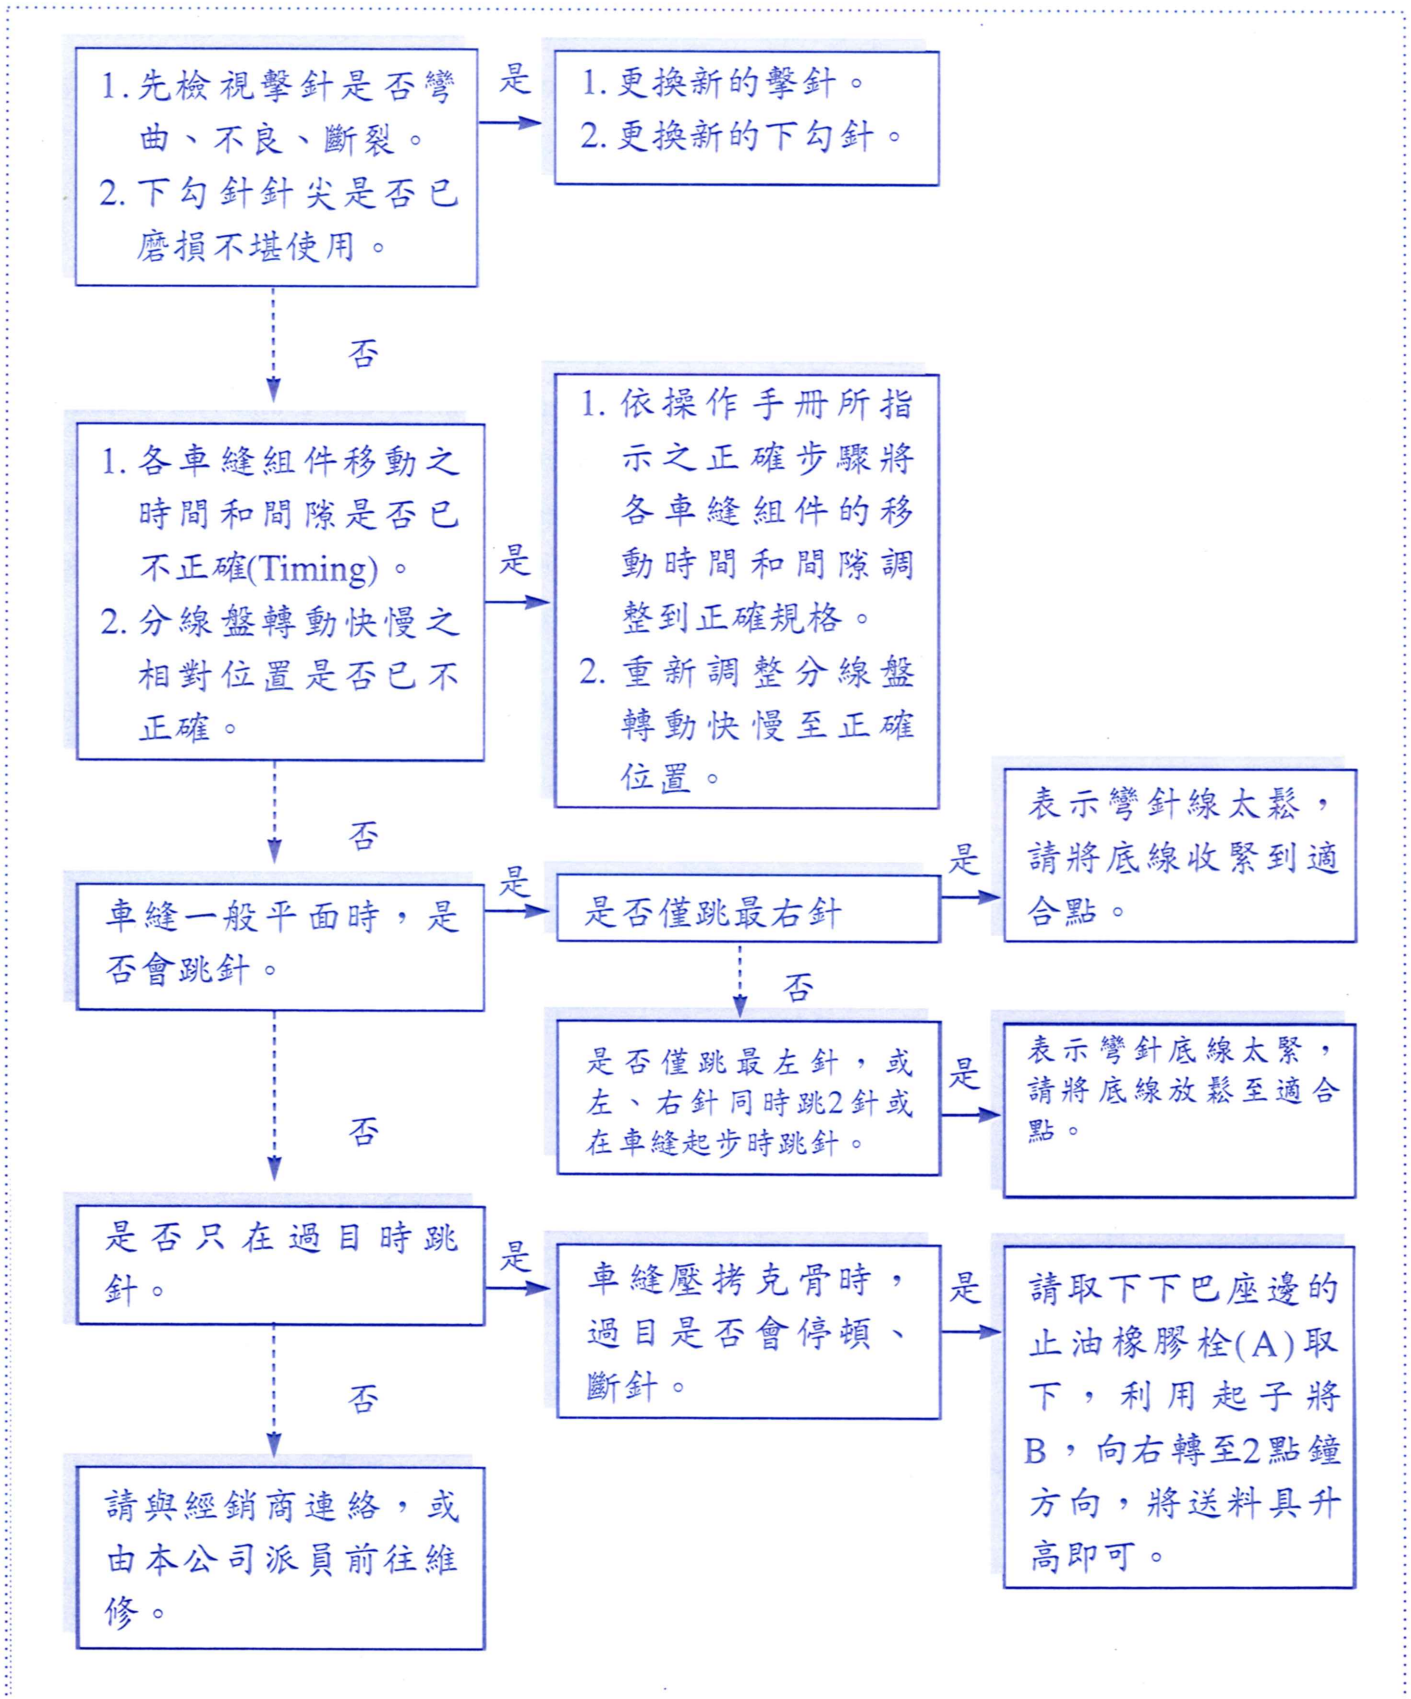 1. 先檢視擊針是否彎
曲、不良、斷裂。
2. 下勾針針尖是否已
磨損不堪使用。
是
1. 更換新的擊針。
2. 更換新的下勾針。
否
1. 各車縫組件移動之
時間和間隙是否已
不正確(Timing)。
2. 分線盤轉動快慢之
相對位置是否已不
正確。
是
1. 依操作手冊所指
示之正確步驟將
各車縫組件的移
動時間和間隙調
整到正確規格。
2. 重新調整分線盤
轉動快慢至正確
位置。
否
車縫一般平面時，是
否會跳針。
是
是否僅跳最右針
是
表示彎針線太鬆，
請將底線收緊到適
合點。
否
是否僅跳最左針，或
左、右針同時跳2針或
在車縫起步時跳針。
是
表示彎針底線太緊，
請將底線放鬆至適合
點。
否
是否只在過目時跳
針。
是
車縫壓拷克骨時，
過目是否會停頓、
斷針。
是
請取下下巴座邊的
止油橡膠栓(A)取
下，利用起子將
B，向右轉至2點鐘
方向，將送料具升
高即可。
否
請與經銷商連絡，或
由本公司派員前往維
修。